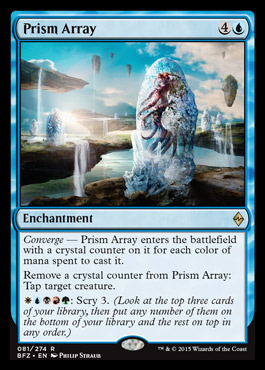 Prism Array 4
Enchantment
Converge — Prism Array enters the battlefield
with a crystal counter on it for each color of
mana spent to cast it.
Remove a crystal counter from Prism Array:
Tap target creature.
: Scry 3. (Look at the top three cards
of your library, then put any number of them on
the bottom of your library and the rest on top in
any order.)
081/274 R
BFZ • EN Philip Straub
™ & © 2015 Wizards of the Coast